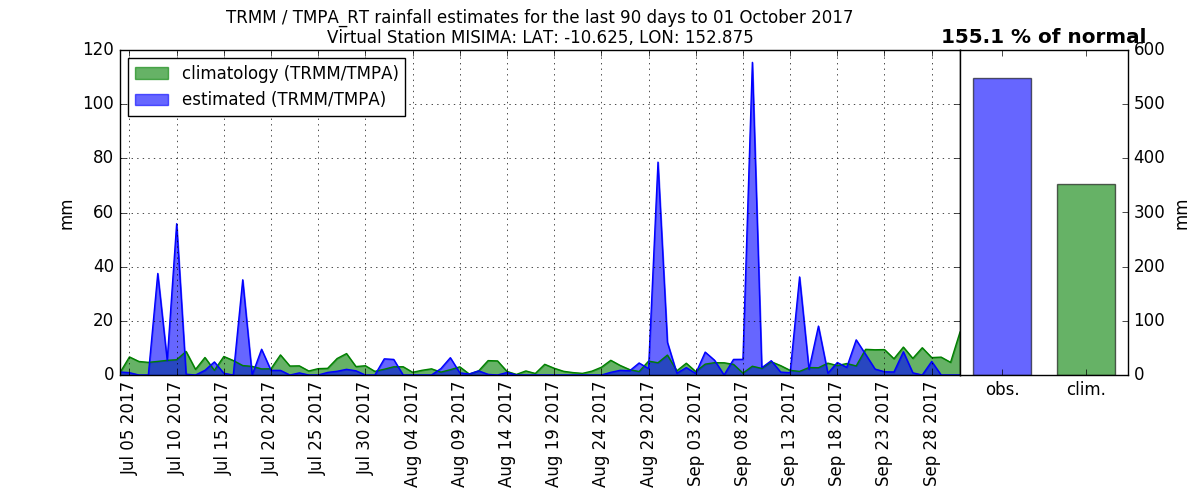 TRMM / TMPA_RT rainfall estimates for the last 90 days to 01 October 2017
Virtual Station MISIMA: LAT: -10.625, LON: 152.875
155.1 % of normal
climatology (TRMM/TMPA)
estimated (TRMM/TMPA)
120
100
80
60
40
20
0
mm
Jul 05 2017
Jul 10 2017
Jul 15 2017
Jul 20 2017
Jul 25 2017
Jul 30 2017
Aug 04 2017
Aug 09 2017
Aug 14 2017
Aug 19 2017
Aug 24 2017
Aug 29 2017
Sep 03 2017
Sep 08 2017
Sep 13 2017
Sep 18 2017
Sep 23 2017
Sep 28 2017
600
500
400
300
200
100
0
mm
obs.
clim.